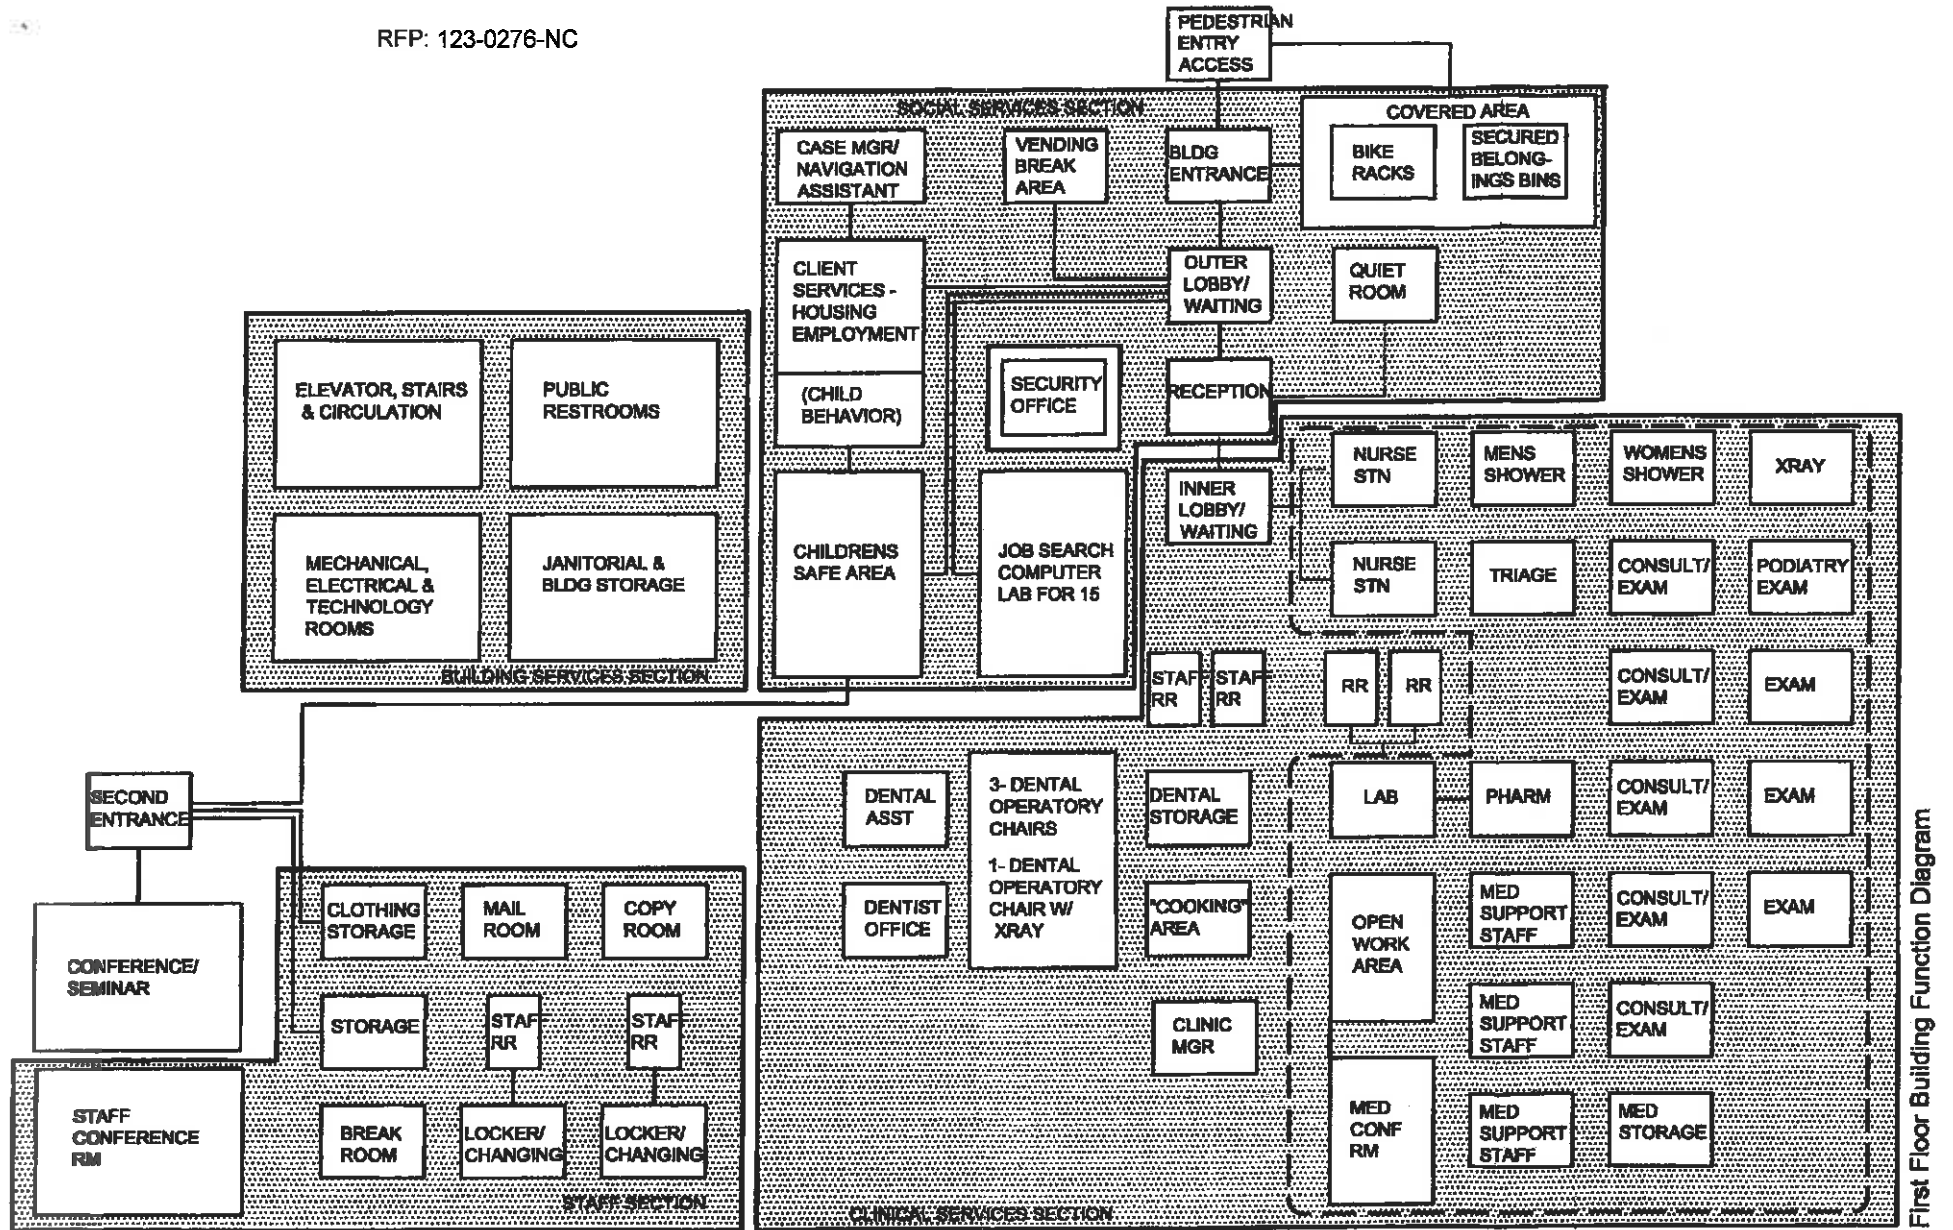 RFP: 123-0276-NC
PEDESTRIAN
ENTRY
ACCESS
SOCIAL SERVICES SECTION
COVERED AREA
BIKE
RACKS
SECURED
BELONG-
INGS BINS
CASE MGR/
NAVIGATION
ASSISTANT
VENDING
BREAK
AREA
BLDG
ENTRANCE
CLIENT
SERVICES -
HOUSING
EMPLOYMENT
(CHILD
BEHAVIOR)
OUTER
LOBBY/
WAITING
QUIET
ROOM
SECURITY
OFFICE
RECEPTION
CHILDRENS
SAFE AREA
JOB SEARCH
COMPUTER
LAB FOR 15
INNER
LOBBY/
WAITING
ELEVATOR, STAIRS
& CIRCULATION
PUBLIC
RESTROOMS
MECHANICAL,
ELECTRICAL &
TECHNOLOGY
ROOMS
JANITORIAL &
BLDG STORAGE
BUILDING SERVICES SECTION
NURSE
STN
MENS
SHOWER
WOMENS
SHOWER
XRAY
NURSE
STN
TRIAGE
CONSULT/
EXAM
PODIATRY
EXAM
STAFF
RR
STAFF
RR
RR
RR
CONSULT/
EXAM
EXAM
DENTAL
ASST
3- DENTAL
OPERATORY
CHAIRS
1- DENTAL
OPERATORY
CHAIR W/
XRAY
DENTAL
STORAGE
LAB
PHARM
CONSULT/
EXAM
EXAM
DENTIST
OFFICE
"COOKING"
AREA
OPEN
WORK
AREA
MED
SUPPORT
STAFF
CONSULT/
EXAM
EXAM
CLINIC
MGR
MED
SUPPORT
STAFF
CONSULT/
EXAM
MED
CONF
RM
MED
SUPPORT
STAFF
MED
STORAGE
CLINICAL SERVICES SECTION
SECOND
ENTRANCE
CONFERENCE/
SEMINAR
STAFF
CONFERENCE
RM
CLOTHING
STORAGE
MAIL
ROOM
COPY
ROOM
STORAGE
STAFF
RR
STAFF
RR
BREAK
ROOM
LOCKER/
CHANGING
LOCKER/
CHANGING
STAFF SECTION
First Floor Building Function Diagram